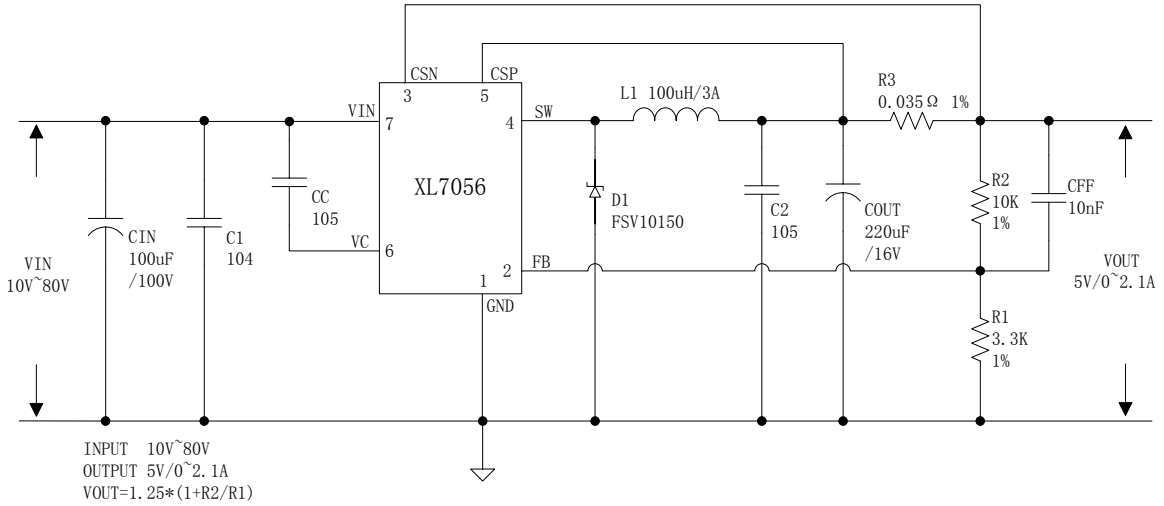 CSN
CSP
3
5
VIN
7
4
SW
L1 100uH/3A
R3
0.035Ω 1%
XL7056
CC
105
VC
6
2
FB
1
GND
CIN
100uF
/100V
C1
104
D1
FSV10150
C2
105
COUT
220uF
/16V
R2
10K
1%
CFF
10nF
R1
3.3K
1%
VIN
10V~80V
VOUT
5V/0~2.1A
INPUT 10V~80V
OUTPUT 5V/0~2.1A
VOUT=1.25*(1+R2/R1)